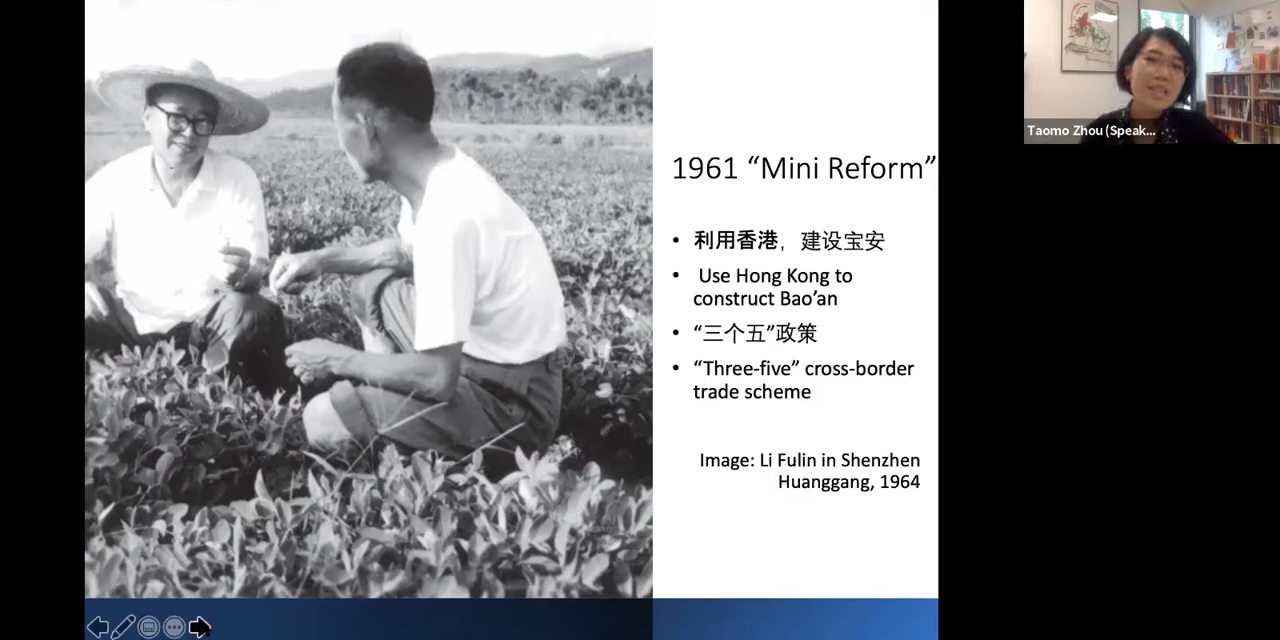 1961 “Mini Reform”
• 利用香港，建设宝安
• Use Hong Kong to
construct Bao’an
• “三个五”政策
• “Three-five” cross-border
trade scheme
Image: Li Fulin in Shenzhen
Huanggang, 1964
Taomo Zhou (Speak...